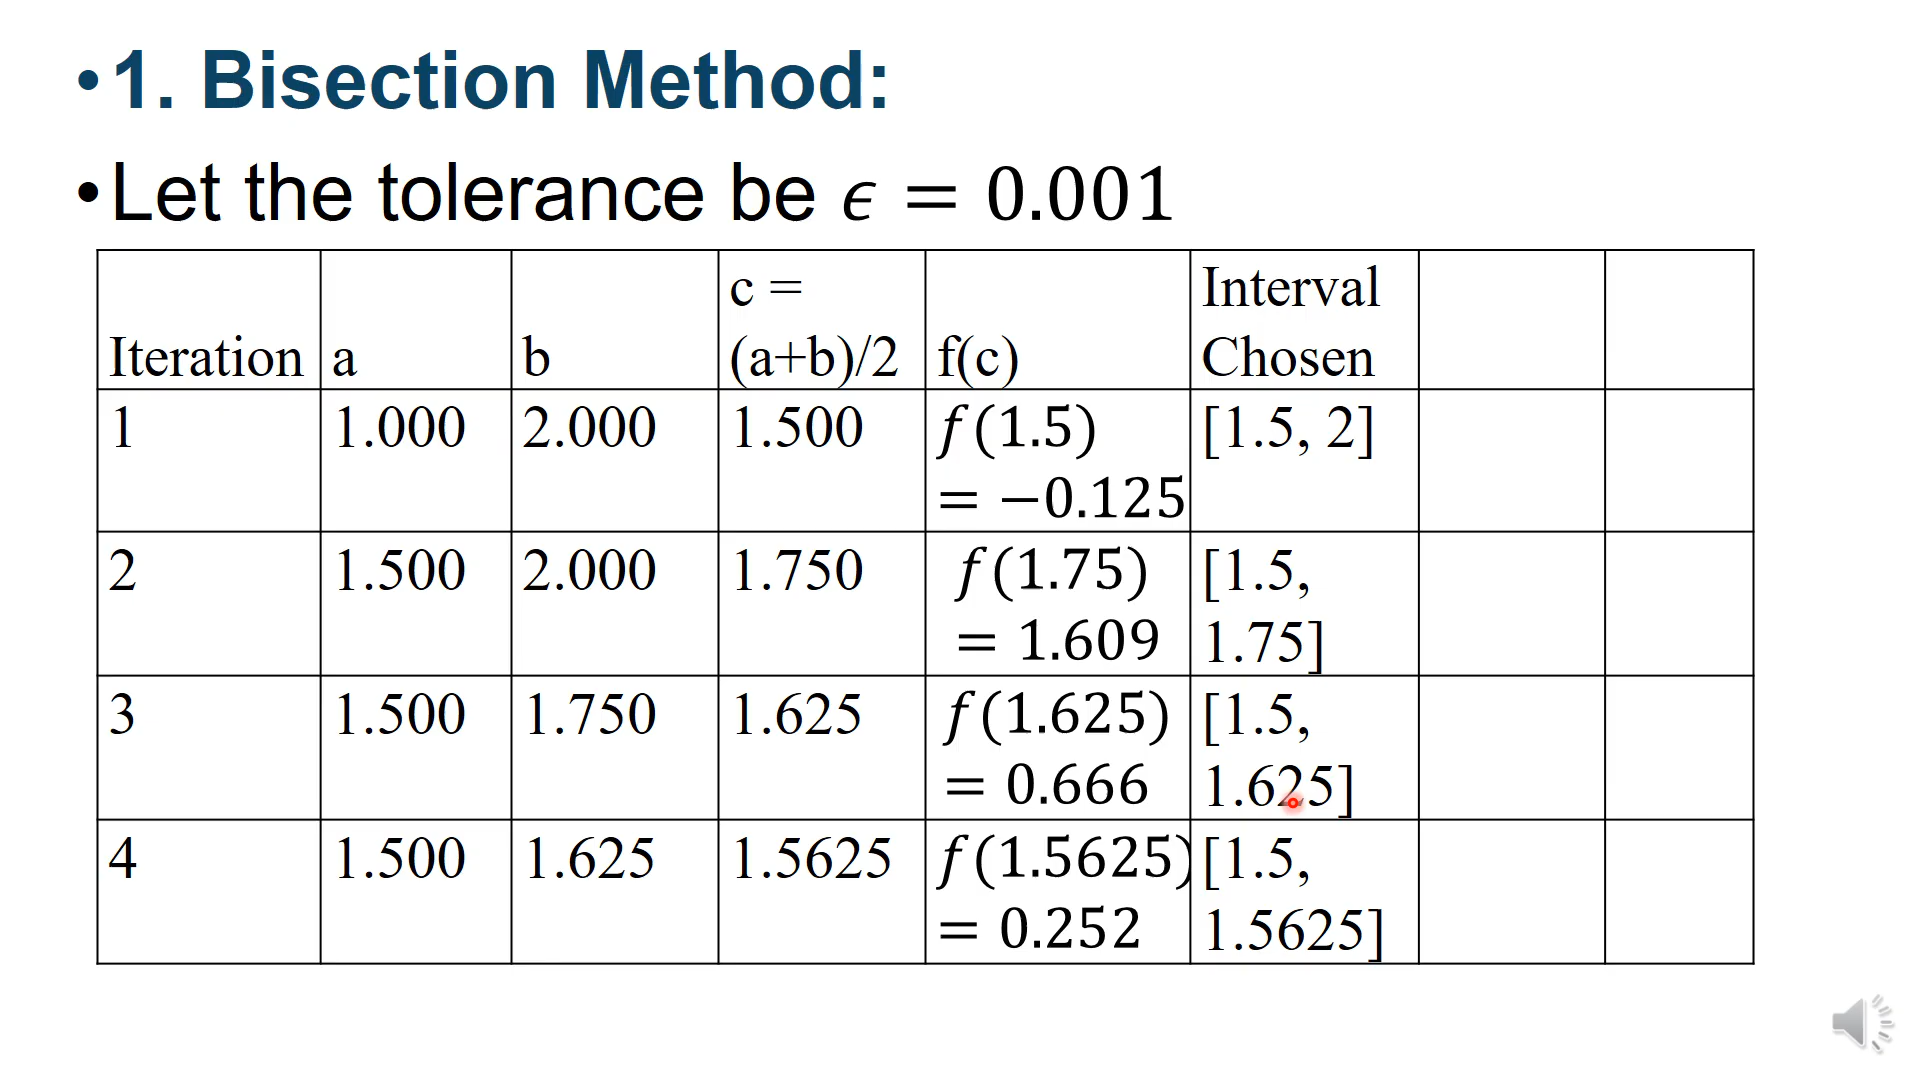 •1. Bisection Method:
•Let the tolerance be ϵ = 0.001
Iteration a b c = (a+b)/2 f(c) Interval Chosen
1 1.000 2.000 1.500 f(1.5) = −0.125 [1.5, 2]
2 1.500 2.000 1.750 f(1.75) = 1.609 [1.5, 1.75]
3 1.500 1.750 1.625 f(1.625) = 0.666 [1.5, 1.625]
4 1.500 1.625 1.5625 f(1.5625) = 0.252 [1.5, 1.5625]